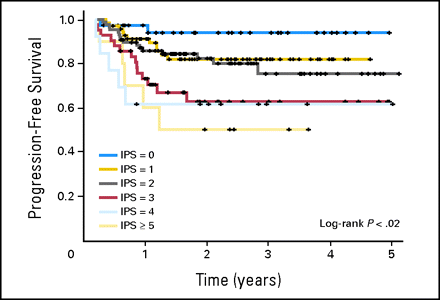 Progression-Free Survival
1.0
0.8
0.6
0.4
0.2
0
1
2
3
4
5
Time (years)
IPS = 0
IPS = 1
IPS = 2
IPS = 3
IPS = 4
IPS ≥ 5
Log-rank P < .02